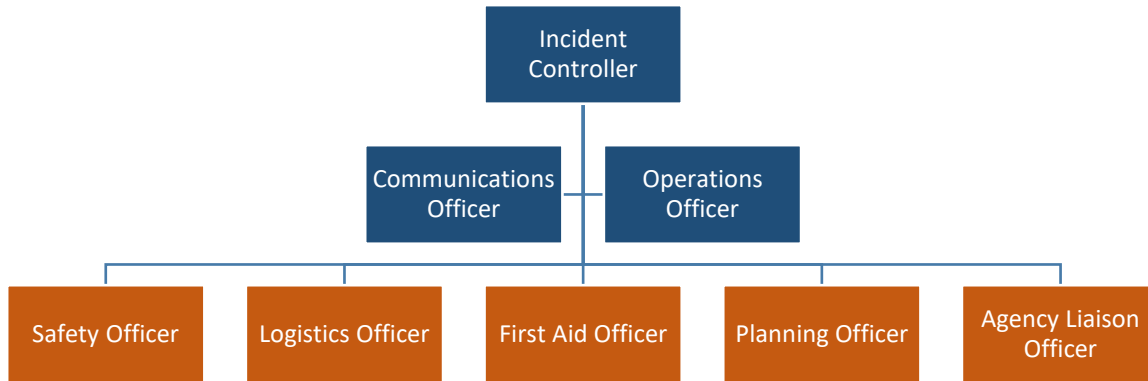 Incident
Controller
Communications
Officer
Operations
Officer
Safety Officer
Logistics Officer
First Aid Officer
Planning Officer
Agency Liaison
Officer